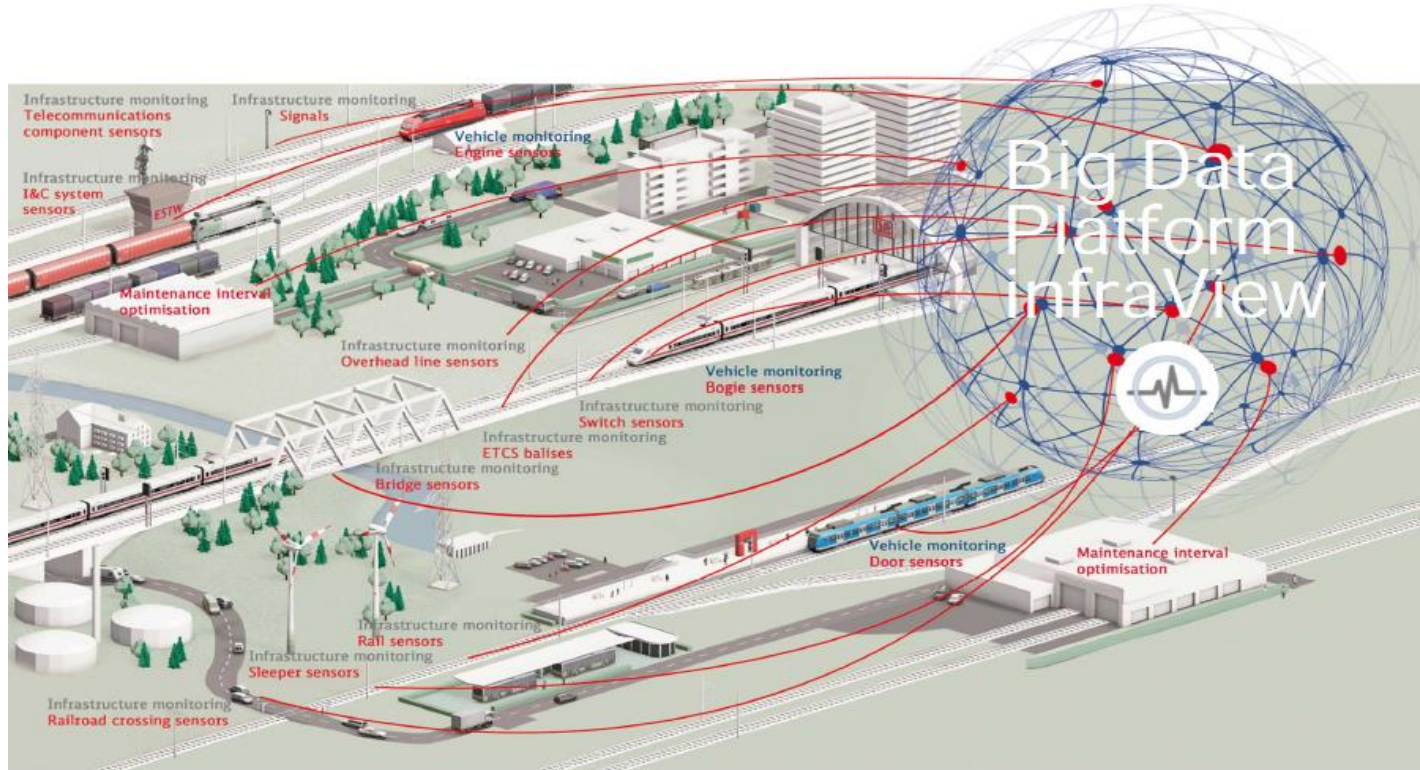 Infrastructure monitoring
Telecommunications
component sensors
Infrastructure monitoring
Signals
Vehicle monitoring
Engine sensors
Infrastructure monitoring
I&C system
sensors
ESTW
Big Data
Platform
infraView
DB
Maintenance interval
optimisation
Infrastructure monitoring
Overhead line sensors
Vehicle monitoring
Bogie sensors
Infrastructure monitoring
Switch sensors
Infrastructure monitoring
ETCS balises
Infrastructure monitoring
Bridge sensors
Vehicle monitoring
Door sensors
Maintenance interval
optimisation
Infrastructure monitoring
Rail sensors
Infrastructure monitoring
Sleeper sensors
Infrastructure monitoring
Railroad crossing sensors